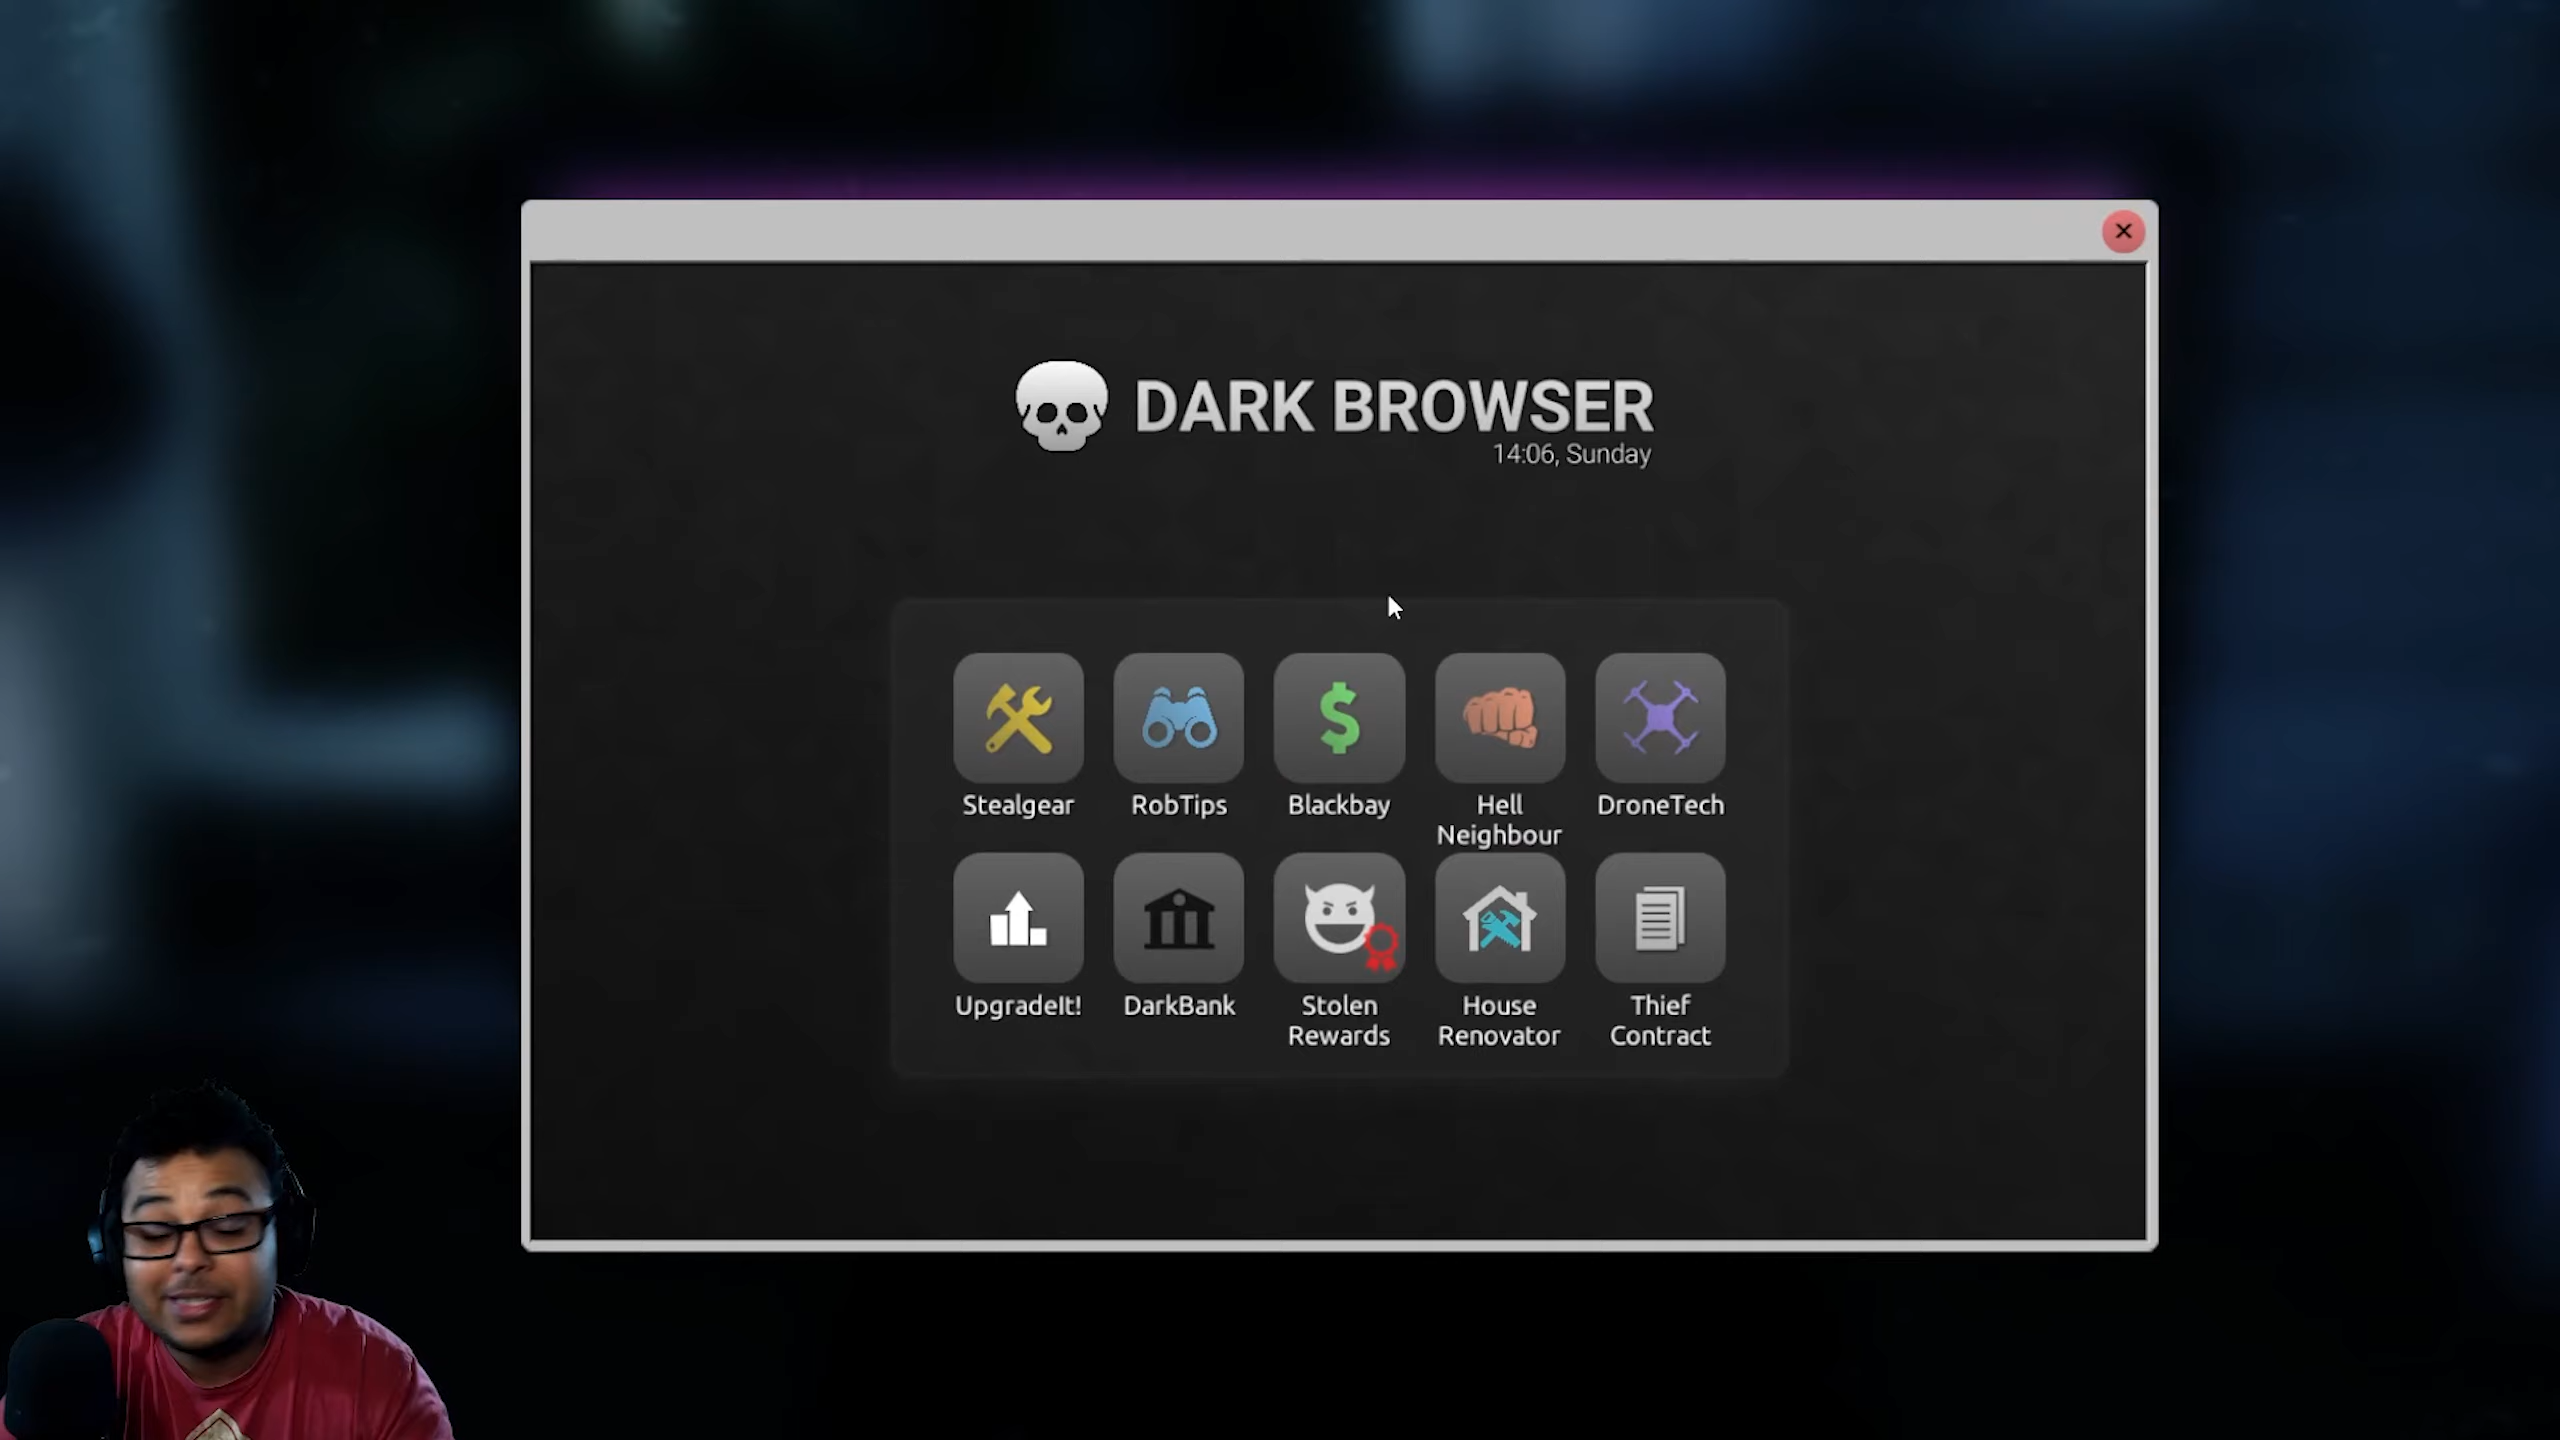 DARK BROWSER
14:06, Sunday
Stealgear
RobTips
Blackbay
Hell
Neighbour
DroneTech
UpgradeIt!
DarkBank
Stolen
Rewards
House
Renovator
Thief
Contract